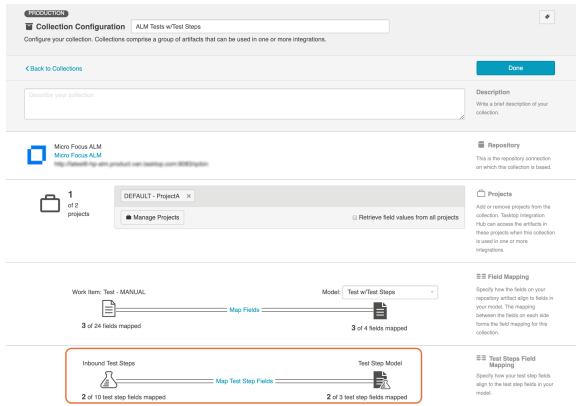 PRODUCTION
Collection Configuration
ALM Tests w/Test Steps
Configure your collection. Collections comprise a group of artifacts that can be used in one or more integrations.
Back to Collections
Done
Describe your collection
Description
Write a brief description of your
collection.
Micro Focus ALM
Micro Focus ALM
Repository
This is the repository connection
on which this collection is based.
1
of 2
projects
DEFAULT - ProjectA ×
Manage Projects
Retrieve field values from all projects
Projects
Add or remove projects from the
collection. Tasktop Integration
Hub can access the artifacts in
these projects when this collection
is used in one or more
integrations.
Work Item: Test - MANUAL
Model: Test w/Test Steps
Map Fields
3 of 24 fields mapped
3 of 4 fields mapped
Field Mapping
Specify how the fields on your
repository artifact align to fields in
your model. The mapping
between the fields on each side
forms the field mapping for this
collection.
Inbound Test Steps
Test Step Model
Map Test Step Fields
2 of 10 test step fields mapped
2 of 3 test step fields mapped
Test Steps Field
Mapping
Specify how your test step fields
align to the test step fields in your
model.